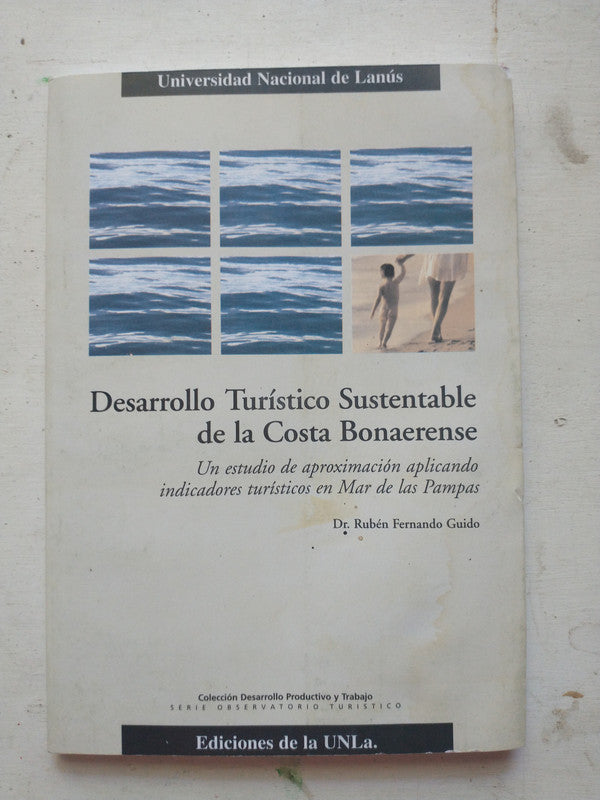 Universidad Nacional de Lanús
Desarrollo Turístico Sustentable
de la Costa Bonaerense
Un estudio de aproximación aplicando
indicadores turísticos en Mar de las Pampas
Dr. Rubén Fernando Guido
Colección Desarrollo Productivo y Trabajo
SERIE OBSERVATORIO TURISTICO
Ediciones de la UNLa.